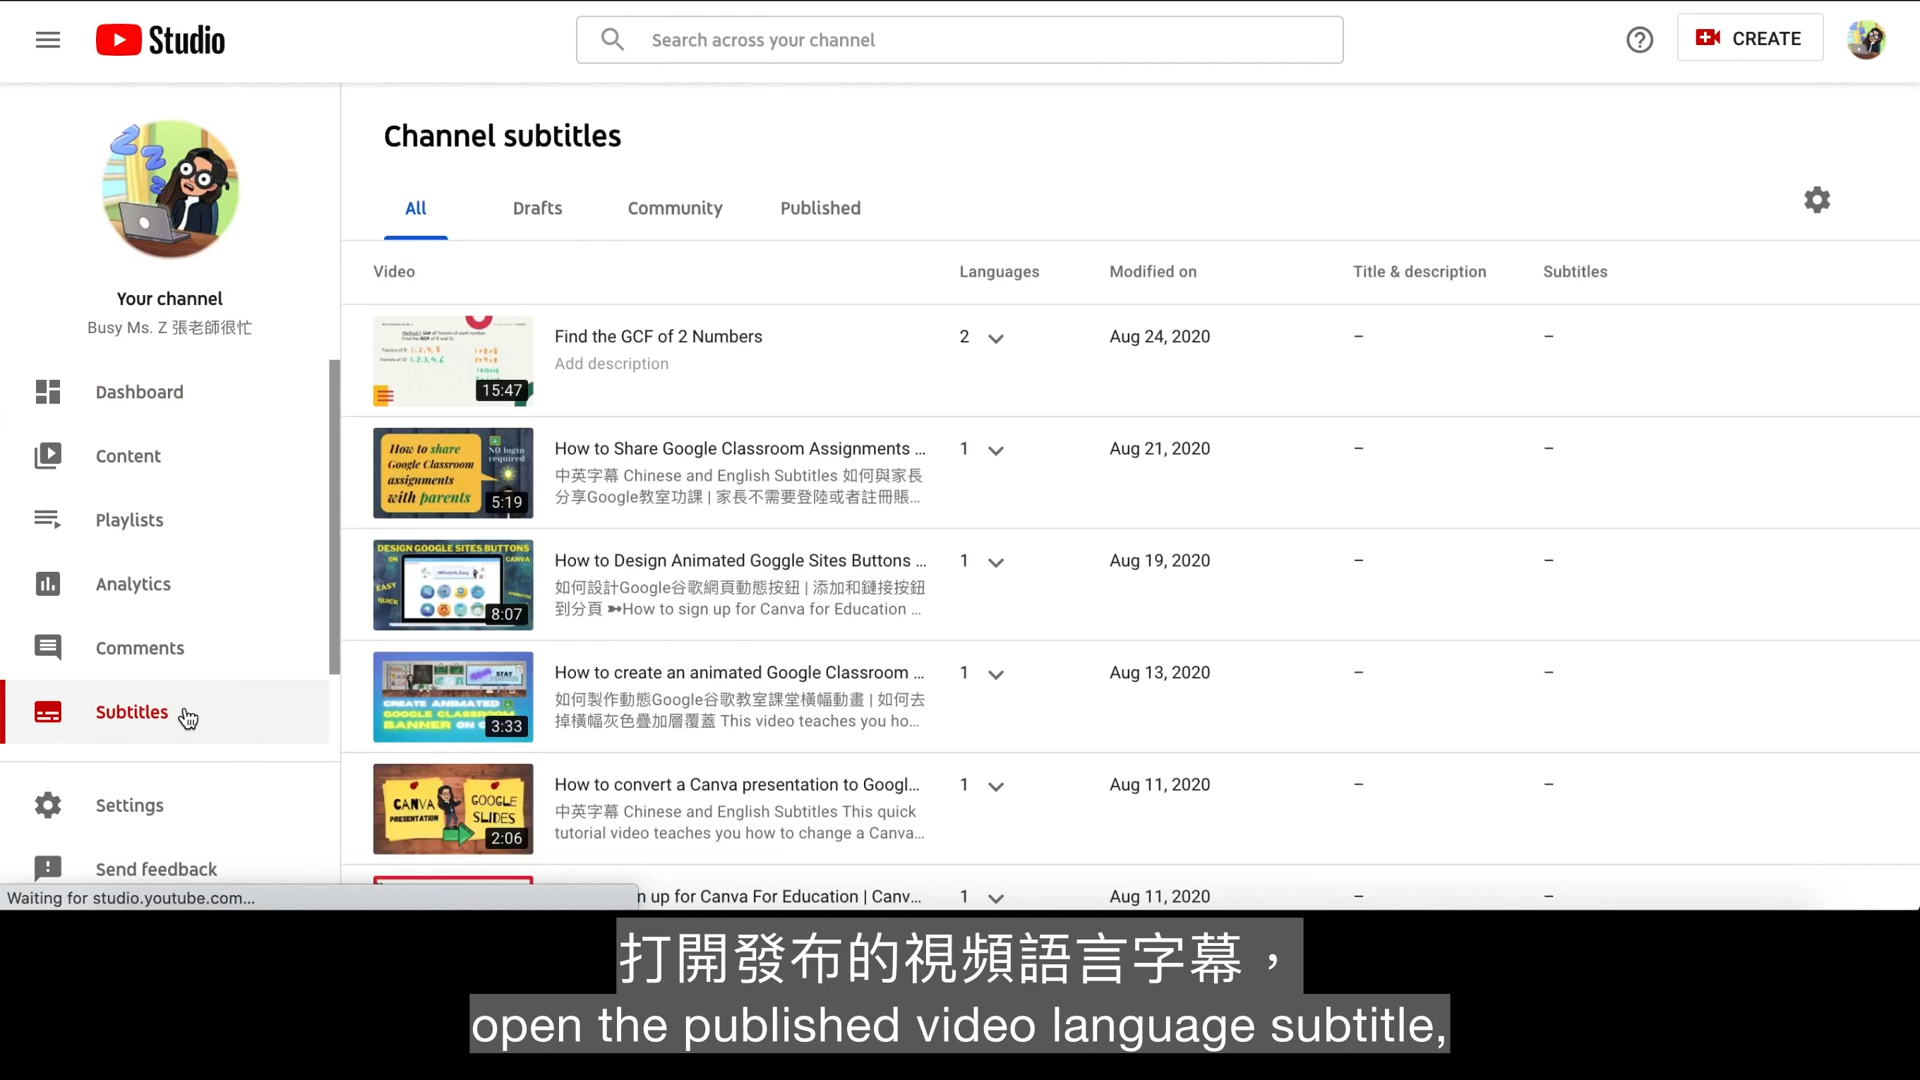 Studio
Search across your channel
CREATE
Your channel
Busy Ms. Z 張老師很忙
Dashboard
Content
Playlists
Analytics
Comments
Subtitles
Settings
Send feedback
Waiting for studio.youtube.com...
Channel subtitles
All Drafts Community Published
Video Languages Modified on Title & description Subtitles
15:47
Find the GCF of 2 Numbers
Add description
2 Aug 24, 2020 – –
How to share
Google Classroom
assignments
with parents
NO login
required
5:19
How to Share Google Classroom Assignments ...
中英字幕 Chinese and English Subtitles 如何與家長
分享Google教室功課 | 家長不需要登陸或者註冊賬...
1 Aug 21, 2020 – –
DESIGN GOOGLE SITES BUTTONS
ON CANVA
EASY
QUICK
ANIMATED
8:07
How to Design Animated Goggle Sites Buttons ...
如何設計Google谷歌網頁動態按鈕 | 添加和鏈接按鈕
到分頁 ➽How to sign up for Canva for Education ...
1 Aug 19, 2020 – –
STAY
CREATE ANIMATED
GOOGLE CLASSROOM
BANNER ON C
3:33
How to create an animated Google Classroom ...
如何製作動態Google谷歌教室課堂橫幅動畫 | 如何去
掉橫幅灰色疊加層覆蓋 This video teaches you ho...
1 Aug 13, 2020 – –
CANVA
PRESENTATION
GOOGLE
SLIDES
2:06
How to convert a Canva presentation to Googl...
中英字幕 Chinese and English Subtitles This quick
tutorial video teaches you how to change a Canva...
1 Aug 11, 2020 – –
n up for Canva For Education | Canv...
1 Aug 11, 2020 – –
打開發布的視頻語言字幕，
open the published video language subtitle,